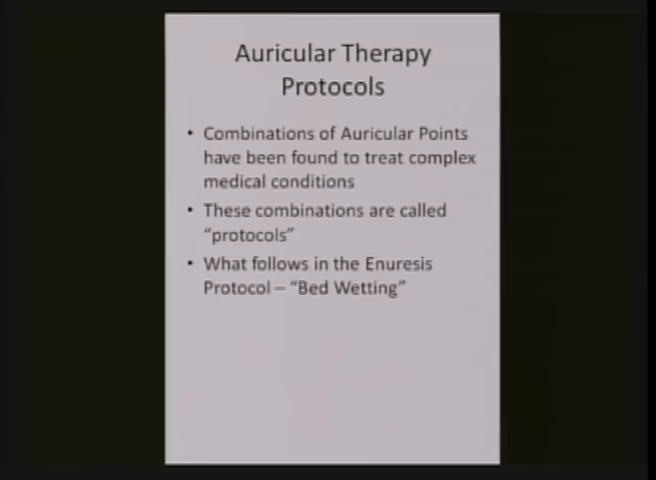 Auricular Therapy
Protocols
• Combinations of Auricular Points
have been found to treat complex
medical conditions
• These combinations are called
“protocols”
• What follows in the Enuresis
Protocol – “Bed Wetting”